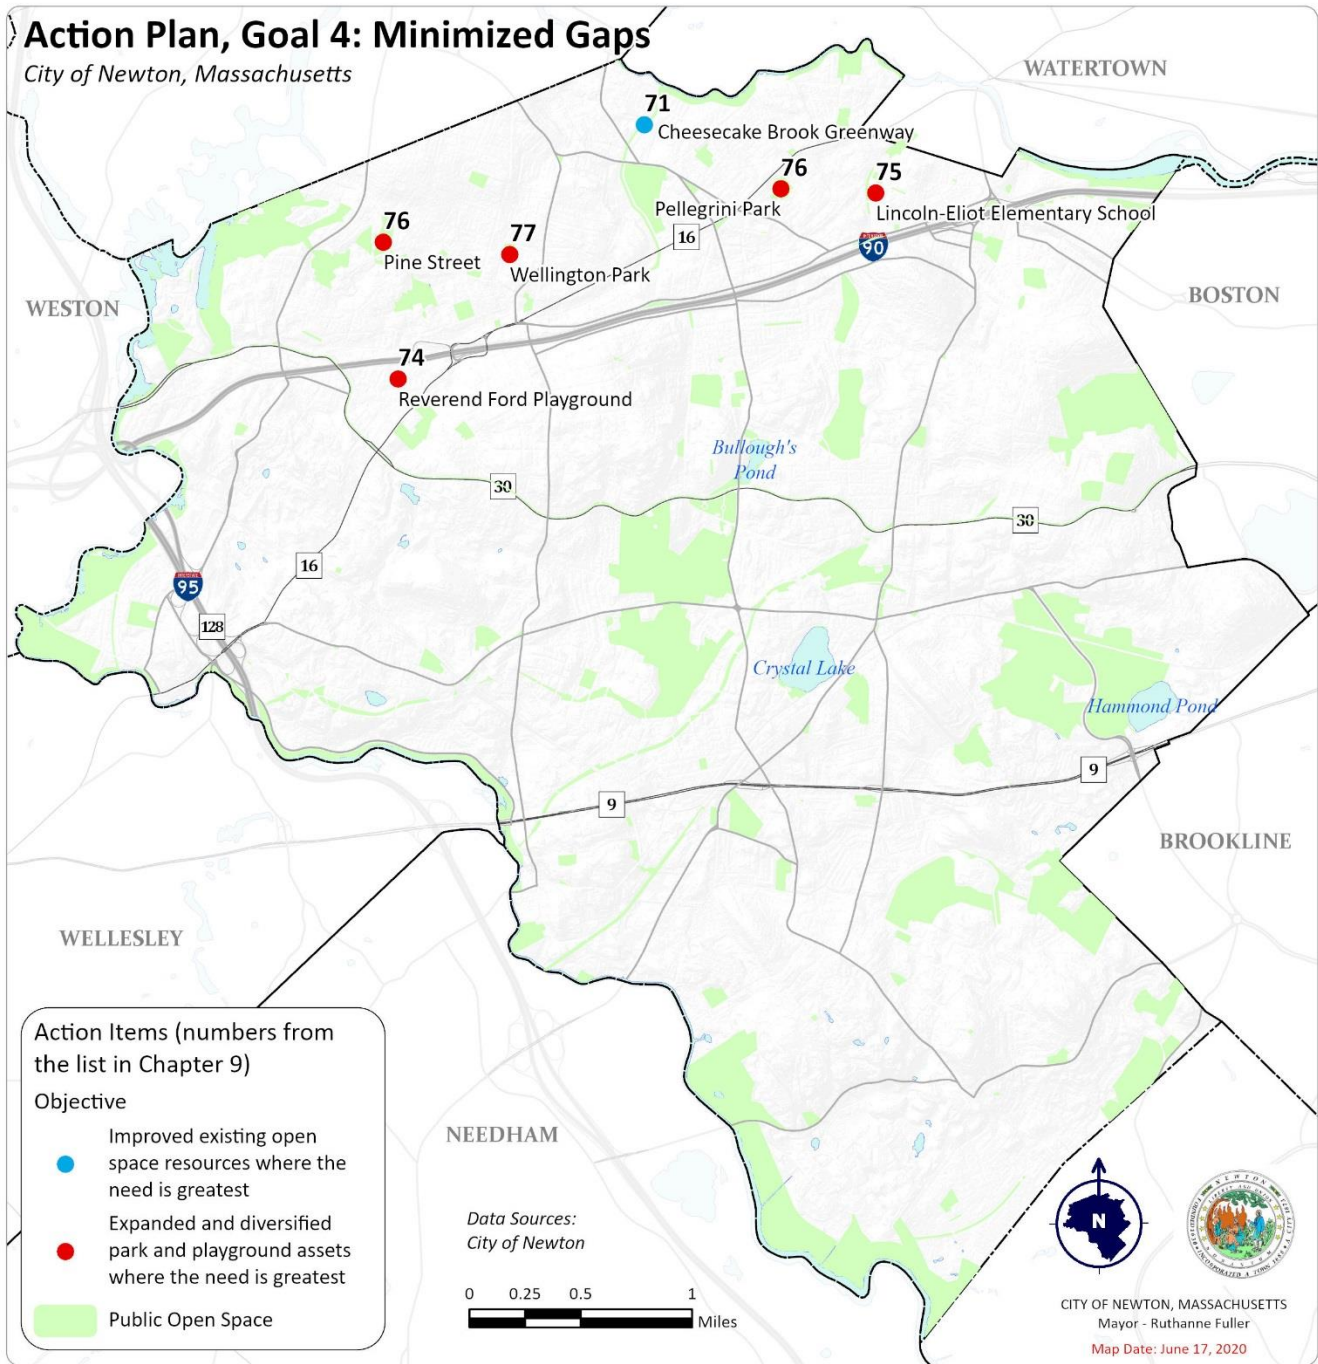 Action Plan, Goal 4: Minimized Gaps
City of Newton, Massachusetts
WATERTOWN
71
Cheesecake Brook Greenway
76
Pellegrini Park
75
Lincoln-Eliot Elementary School
16
90
76
Pine Street
77
Wellington Park
WESTON
BOSTON
74
Reverend Ford Playground
Bullough's
Pond
30
30
16
95
128
Crystal Lake
Hammond Pond
9
9
BROOKLINE
WELLESLEY
NEEDHAM
Action Items (numbers from
the list in Chapter 9)
Objective
Improved existing open
space resources where the
need is greatest
Expanded and diversified
park and playground assets
where the need is greatest
Public Open Space
Data Sources:
City of Newton
0 0.25 0.5 1
Miles
N
NEWTON
LIBERTY AND UNION
CITY OF NEWTON, MASSACHUSETTS
Mayor - Ruthanne Fuller
Map Date: June 17, 2020